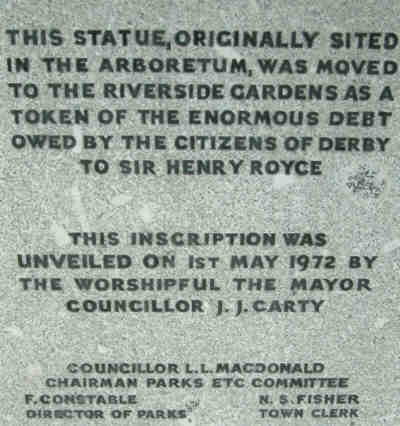 THIS STATUE, ORIGINALLY SITED
IN THE ARBORETUM, WAS MOVED
TO THE RIVERSIDE GARDENS AS A
TOKEN OF THE ENORMOUS DEBT
OWED BY THE CITIZENS OF DERBY
TO SIR HENRY ROYCE
THIS INSCRIPTION WAS
UNVEILED ON 1ST MAY 1972 BY
THE WORSHIPFUL THE MAYOR
COUNCILLOR J. J. CARTY
COUNCILLOR L. L. MACDONALD
CHAIRMAN PARKS ETC COMMITTEE
F. CONSTABLE N. S. FISHER
DIRECTOR OF PARKS TOWN CLERK